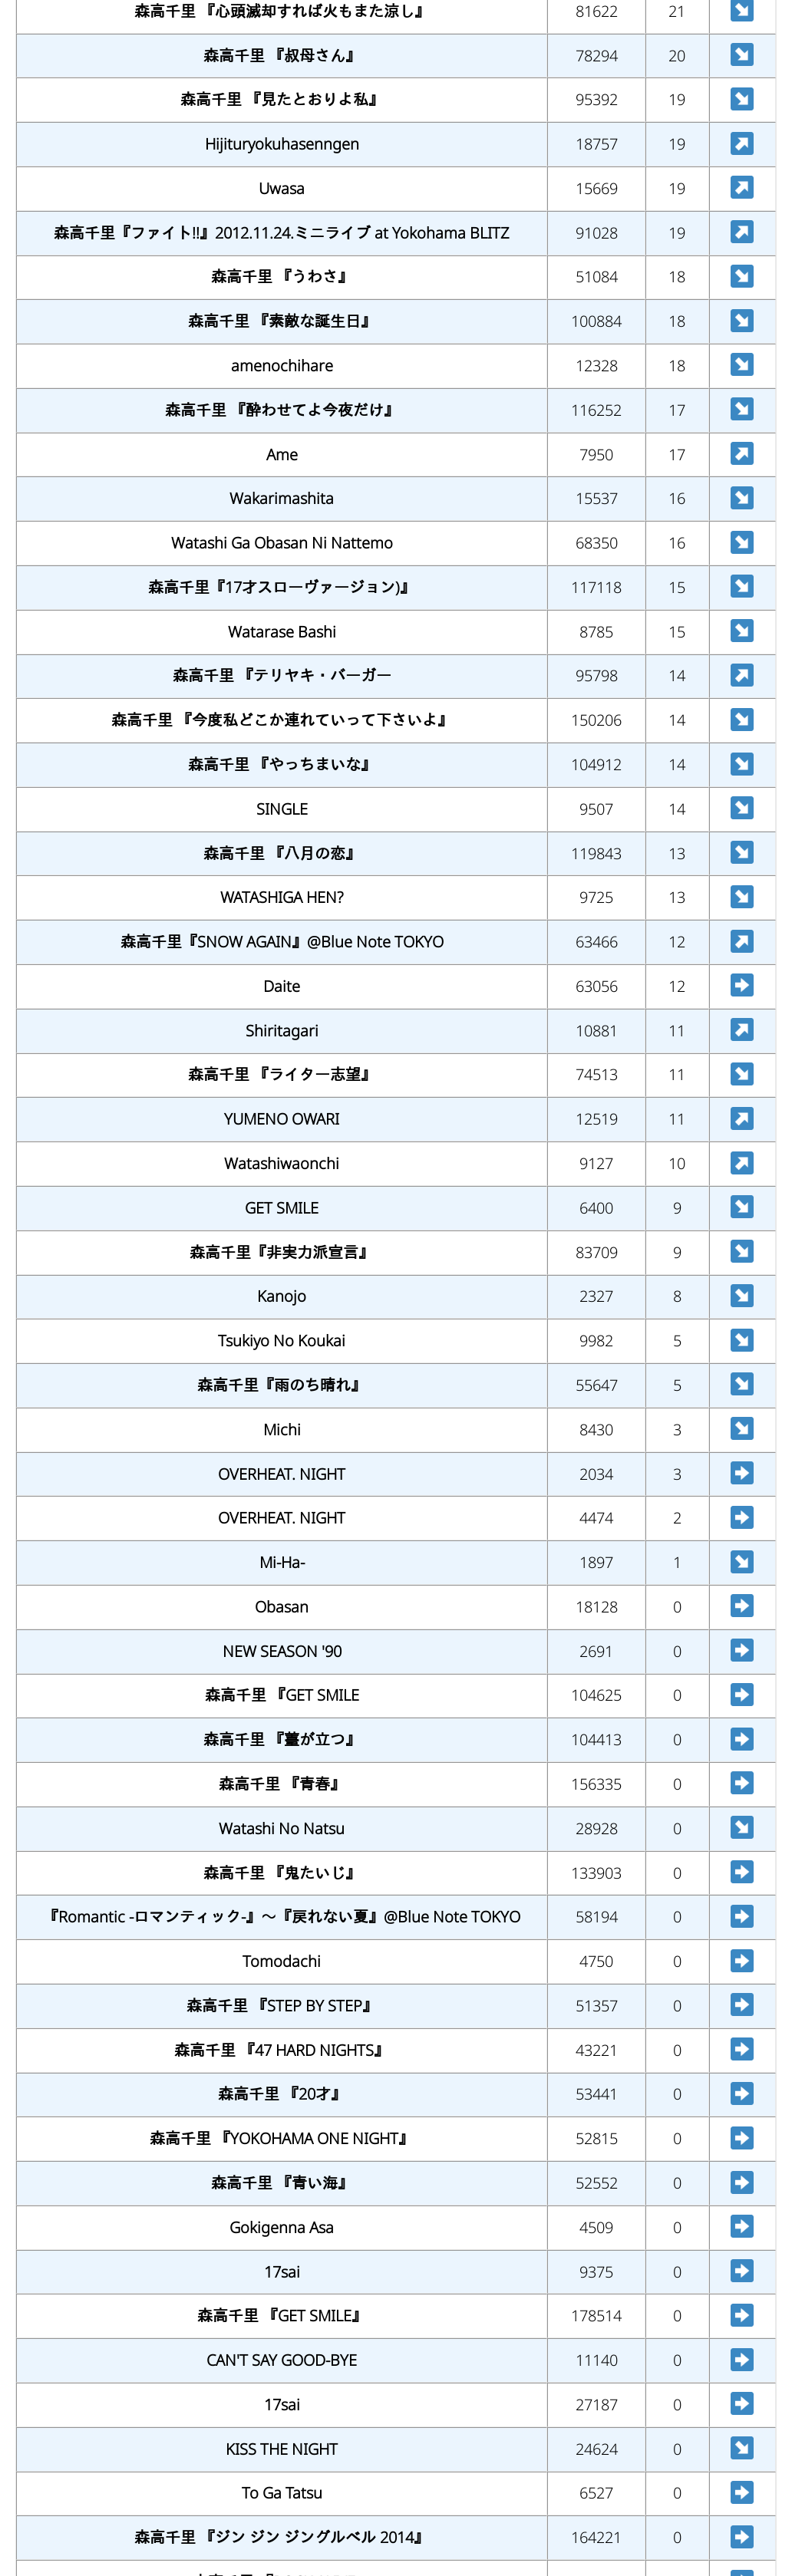 森高千里 『心頭滅却すれば火もまた涼し』 81622 21 ↘
森高千里 『叔母さん』 78294 20 ↘
森高千里 『見たとおりよ私』 95392 19 ↘
Hijituryokuhasenngen 18757 19 ↗
Uwasa 15669 19 ↗
森高千里『ファイト!!』2012.11.24.ミニライブ at Yokohama BLITZ 91028 19 ↗
森高千里 『うわさ』 51084 18 ↘
森高千里 『素敵な誕生日』 100884 18 ↘
amenochihare 12328 18 ↘
森高千里 『酔わせてよ今夜だけ』 116252 17 ↘
Ame 7950 17 ↗
Wakarimashita 15537 16 ↘
Watashi Ga Obasan Ni Nattemo 68350 16 ↘
森高千里『17才スローヴァージョン)』 117118 15 ↘
Watarase Bashi 8785 15 ↘
森高千里 『テリヤキ・バーガー 95798 14 ↗
森高千里 『今度私どこか連れていって下さいよ』 150206 14 ↘
森高千里 『やっちまいな』 104912 14 ↘
SINGLE 9507 14 ↘
森高千里 『八月の恋』 119843 13 ↘
WATASHIGA HEN? 9725 13 ↘
森高千里『SNOW AGAIN』@Blue Note TOKYO 63466 12 ↗
Daite 63056 12 ➡
Shiritagari 10881 11 ↗
森高千里 『ライター志望』 74513 11 ↘
YUMENO OWARI 12519 11 ↗
Watashiwaonchi 9127 10 ↗
GET SMILE 6400 9 ↘
森高千里『非実力派宣言』 83709 9 ↘
Kanojo 2327 8 ↘
Tsukiyo No Koukai 9982 5 ↘
森高千里『雨のち晴れ』 55647 5 ↘
Michi 8430 3 ↘
OVERHEAT. NIGHT 2034 3 ➡
OVERHEAT. NIGHT 4474 2 ➡
Mi-Ha- 1897 1 ↘
Obasan 18128 0 ➡
NEW SEASON '90 2691 0 ➡
森高千里 『GET SMILE 104625 0 ➡
森高千里 『薹が立つ』 104413 0 ➡
森高千里 『青春』 156335 0 ➡
Watashi No Natsu 28928 0 ↘
森高千里 『鬼たいじ』 133903 0 ➡
『Romantic -ロマンティック-』～『戻れない夏』@Blue Note TOKYO 58194 0 ➡
Tomodachi 4750 0 ➡
森高千里 『STEP BY STEP』 51357 0 ➡
森高千里 『47 HARD NIGHTS』 43221 0 ➡
森高千里 『20才』 53441 0 ➡
森高千里 『YOKOHAMA ONE NIGHT』 52815 0 ➡
森高千里 『青い海』 52552 0 ➡
Gokigenna Asa 4509 0 ➡
17sai 9375 0 ➡
森高千里 『GET SMILE』 178514 0 ➡
CAN'T SAY GOOD-BYE 11140 0 ➡
17sai 27187 0 ➡
KISS THE NIGHT 24624 0 ↘
To Ga Tatsu 6527 0 ➡
森高千里 『ジン ジン ジングルベル 2014』 164221 0 ➡